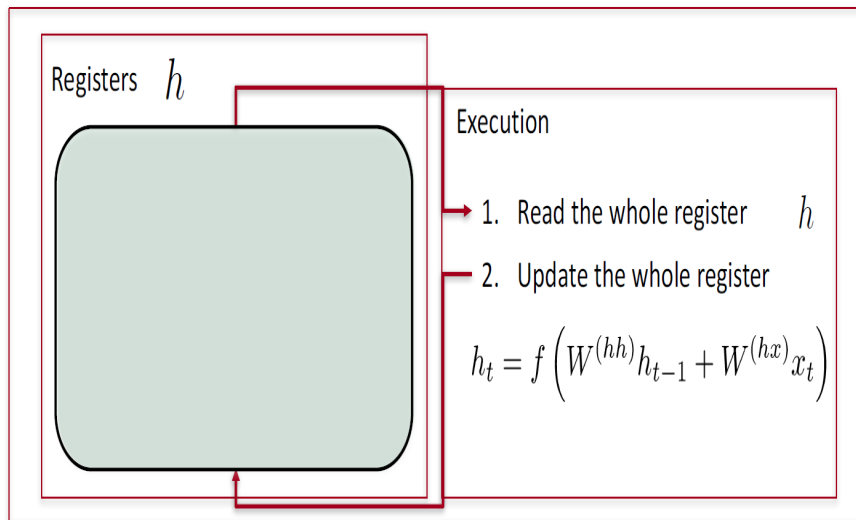 Registers h
Execution
1. Read the whole register h
2. Update the whole register
h_t = f(W^{(hh)}h_{t-1} + W^{(hx)}x_t)